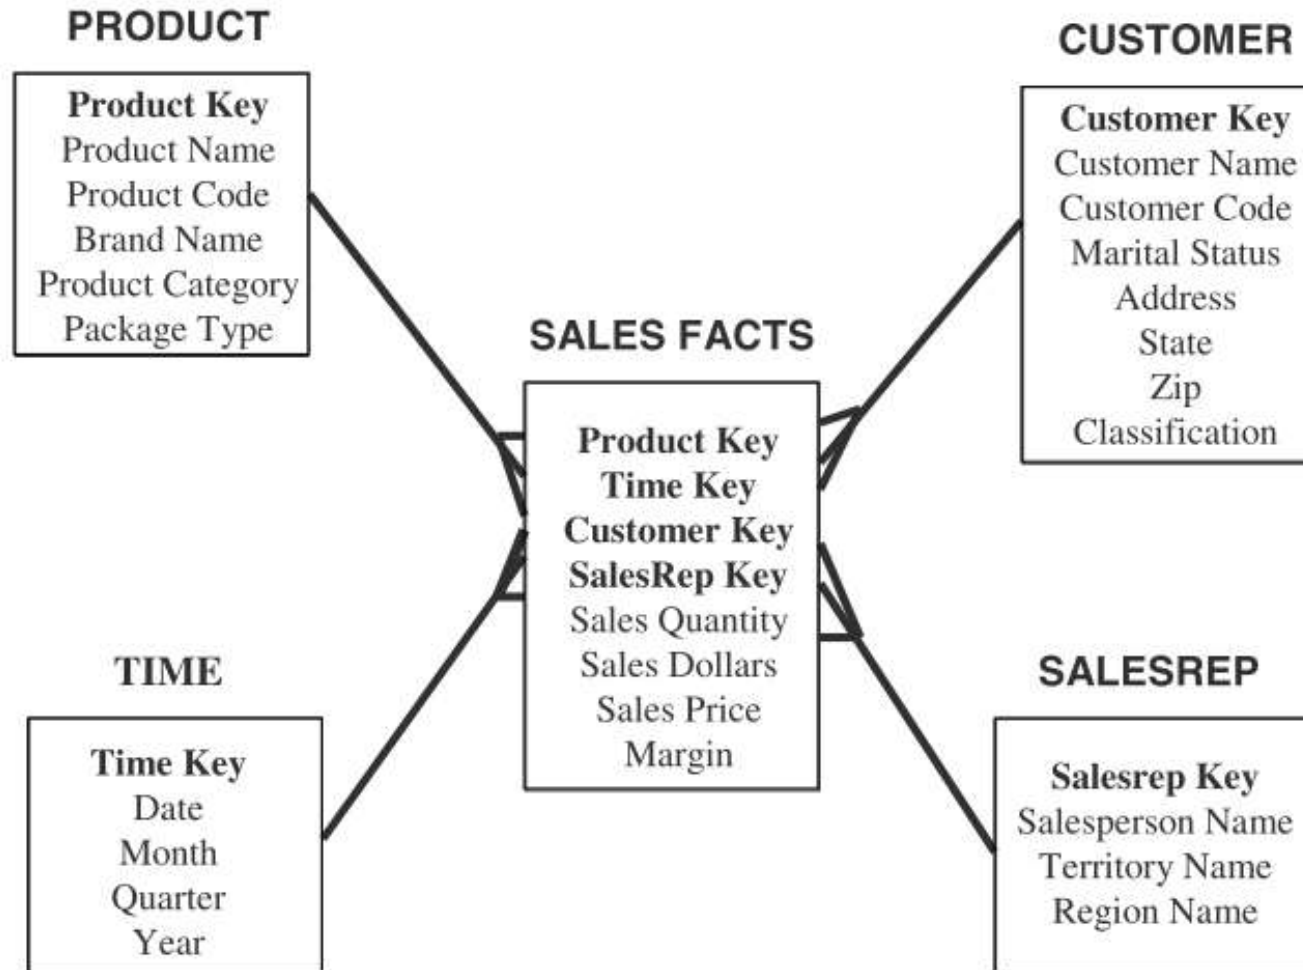 PRODUCT
Product Key
Product Name
Product Code
Brand Name
Product Category
Package Type
CUSTOMER
Customer Key
Customer Name
Customer Code
Marital Status
Address
State
Zip
Classification
SALES FACTS
Product Key
Time Key
Customer Key
SalesRep Key
Sales Quantity
Sales Dollars
Sales Price
Margin
TIME
Time Key
Date
Month
Quarter
Year
SALESREP
Salesrep Key
Salesperson Name
Territory Name
Region Name